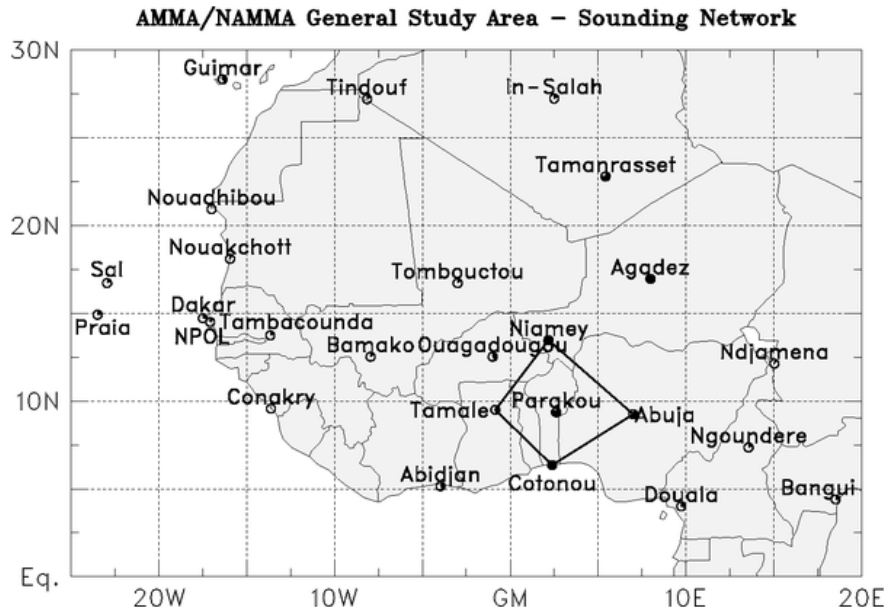 AMMA/NAMMA General Study Area – Sounding Network
30N
Guimar
Tindouf
In-Salah
Tamanrasset
Nouadhibou
20N
Nouakchott
Sal
Tombouctou
Agadez
Dakar
Praia
NPOL
Tambacounda
Niamey
Bamako
Ouagadougou
Ndjamena
10N
Conakry
Tamale
Parakou
Abuja
Ngoundere
Abidjan
Cotonou
Douala
Bangui
Eq.
20W
10W
GM
10E
20E